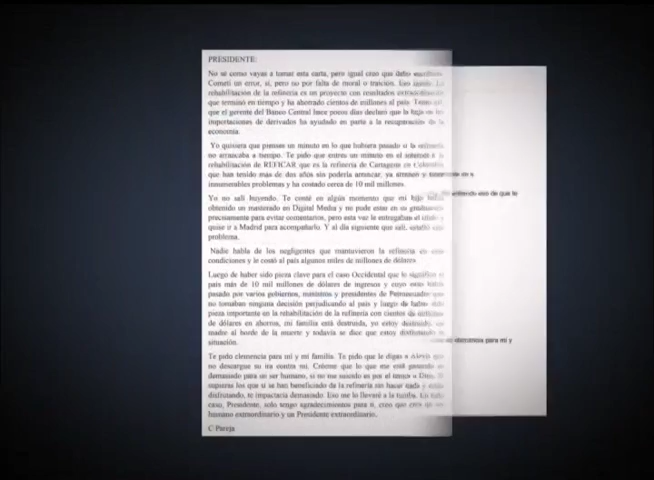 PRESIDENTE:
No sé como vayas a tomar esta carta, pero igual creo que debo escribirte.
Cometí un error, sí, pero no por falta de moral o traición. Eso
rehabilitación de la refinería es un proyecto con resultados extraordinarios
que terminó en tiempo y ha ahorrado cientos de millones al país. Tanto
que el gerente del Banco Central hace pocos días declaró que la baja en las
importaciones de derivados ha ayudado en parte a la recuperación de la
economía.
Yo quisiera que pienses un minuto en lo que hubiera pasado si la refinería
no arrancaba a tiempo. Te pido que entres un minuto en el internet a la
rehabilitación de REFICAR que es la refinería de Cartagena en Colombia
que han tenido más de dos años sin poderla arrancar, ya arrancó y
innumerables problemas y ha costado cerca de 10 mil millones.
entiendo eso de que te
Yo no salí huyendo. Te conté en algún momento que mi hijo había
obtenido un masterado en Digital Media y no pude estar en su graduación
precisamente para evitar comentarios, pero esta vez le entregaban el título y
quise ir a Madrid para acompañarlo. Y al día siguiente que salí, estalló
problema.
Nadie habla de los negligentes que mantuvieron la refinería en
condiciones y le costó al país algunos miles de millones de dólares
Luego de haber sido pieza clave para el caso Occidental que le significó al
país más de 10 mil millones de dólares de ingresos y cuyo
pasado por varios gobiernos, ministros y presidentes de Petroecuador que
no tomaban ninguna decisión perjudicando al país y luego de haber sido
pieza importante en la rehabilitación de la refinería con cientos de millones
de dólares en ahorros, mi familia está destruida, yo estoy destruido,
madre al borde de la muerte y todavía se dice que estoy disfrutando
situación.
demasiado para mí y
Te pido clemencia para mí y mi familia. Te pido que le digas a Alexis que
no descargue su ira contra mí. Créeme que lo que me está pasando es
demasiado para un ser humano, si no me suicido es por el temor a Dios. Si
supieras los que sí se han beneficiado de la refinería sin hacer nada y están
disfrutando, te impactaría demasiado. Eso me lo llevaré a la tumba. En todo
caso, Presidente, solo tengo agradecimientos para ti, creo que eres un ser
humano extraordinario y un Presidente extraordinario.
C Pareja